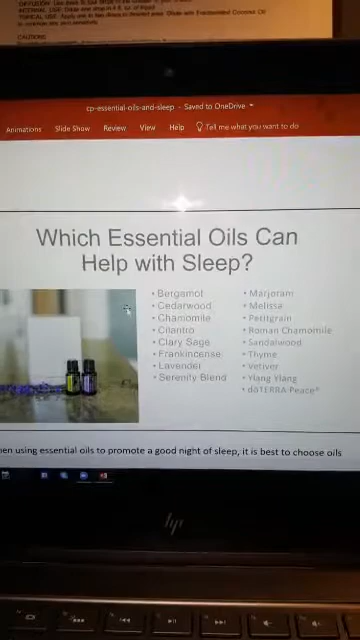 cp-essential-oils-and-sleep - Saved to OneDrive
Animations Slide Show Review View Help Tell me what you want to do
Which Essential Oils Can
Help with Sleep?
• Bergamot
• Cedarwood
• Chamomile
• Cilantro
• Clary Sage
• Frankincense
• Lavender
• Serenity Blend
• Marjoram
• Melissa
• Petitgrain
• Roman Chamomile
• Sandalwood
• Thyme
• Vetiver
• Ylang Ylang
• doTERRA Peace®
en using essential oils to promote a good night of sleep, it is best to choose oils
hp